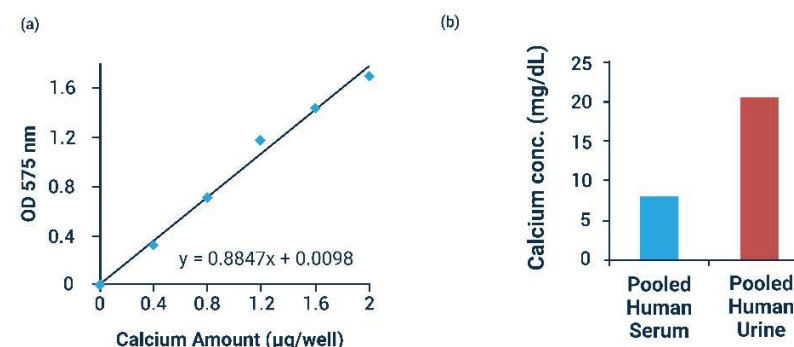 (a)
OD 575 nm
1.6
1.2
0.8
0.4
0
y = 0.8847x + 0.0098
0 0.4 0.8 1.2 1.6 2
Calcium Amount (µg/well)
(b)
Calcium conc. (mg/dL)
25
20
15
10
5
0
Pooled
Human
Serum
Pooled
Human
Urine